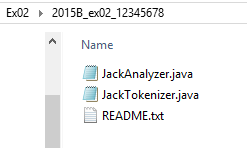 Ex02 > 2015B_ex02_12345678
Name
JackAnalyzer.java
JackTokenizer.java
README.txt